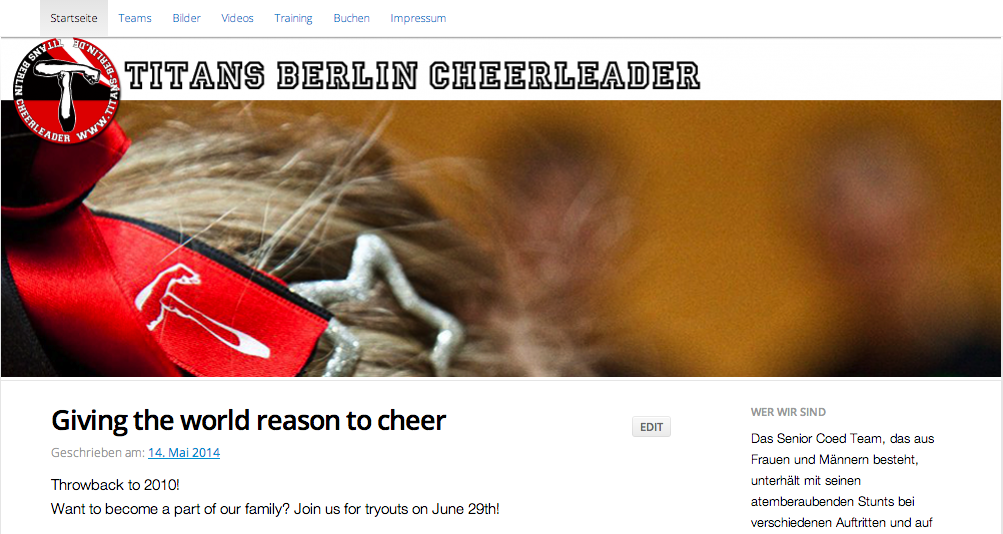 Startseite Teams Bilder Videos Training Buchen Impressum
TITANS BERLIN CHEERLEADER
TITANS BERLIN CHEERLEADER WWW.TITANS-BERLIN.DE
Giving the world reason to cheer
EDIT
Geschrieben am: 14. Mai 2014
Throwback to 2010!
Want to become a part of our family? Join us for tryouts on June 29th!
WER WIR SIND
Das Senior Coed Team, das aus
Frauen und Männern besteht,
unterhält mit seinen
atemberaubenden Stunts bei
verschiedenen Auftritten und auf